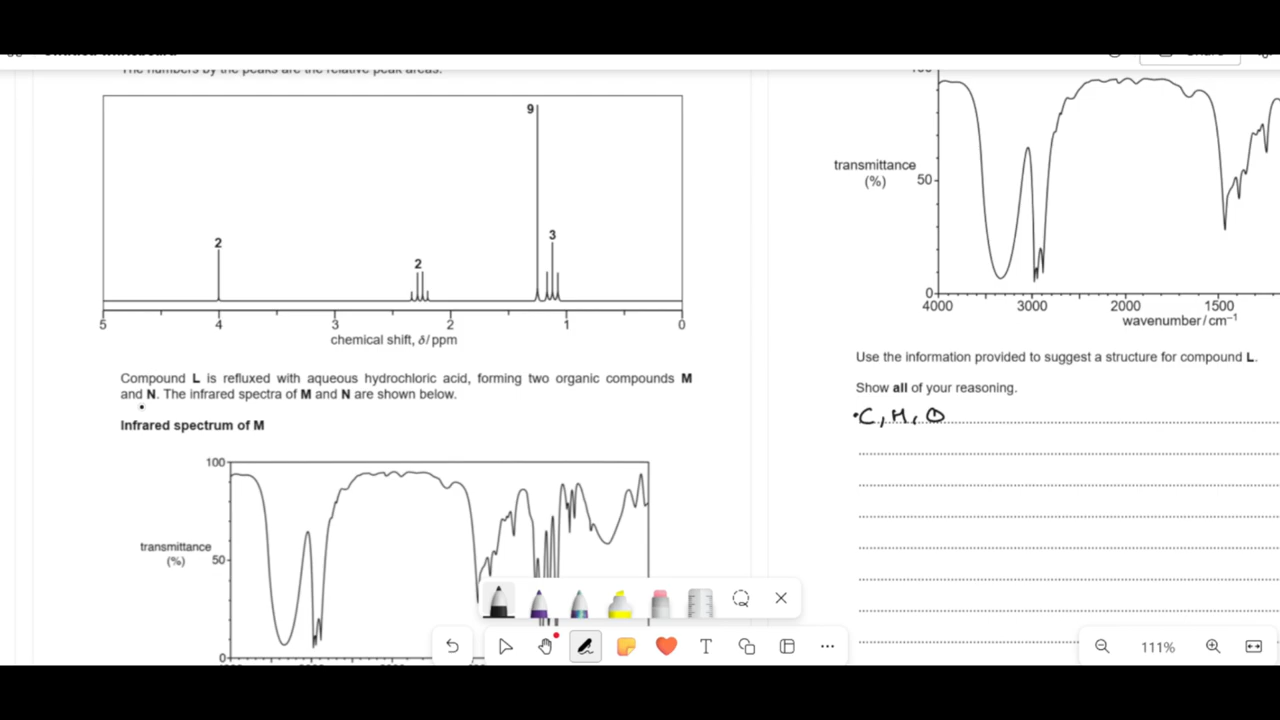 The numbers by the peaks are the relative peak areas.
9
2
2
3
5
4
3
2
1
0
chemical shift, δ/ppm
Compound L is refluxed with aqueous hydrochloric acid, forming two organic compounds M
and N. The infrared spectra of M and N are shown below.
Infrared spectrum of M
100
transmittance
(%)
50
0
transmittance
(%)
50
0
4000
3000
2000
1500
wavenumber/cm⁻¹
Use the information provided to suggest a structure for compound L.
Show all of your reasoning.
•C, H, O
T
111%